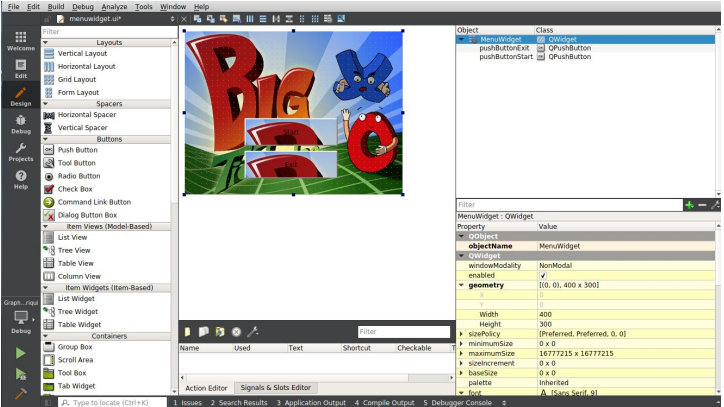 File Edit Build Debug Analyze Tools Window Help
menuwidget.ui*
Welcome
Edit
Design
Debug
Projects
Help
Graph...riqui
Debug
Filter
Layouts
Vertical Layout
Horizontal Layout
Grid Layout
Form Layout
Spacers
Horizontal Spacer
Vertical Spacer
Buttons
Push Button
Tool Button
Radio Button
Check Box
Command Link Button
Dialog Button Box
Item Views (Model-Based)
List View
Tree View
Table View
Column View
Item Widgets (Item-Based)
List Widget
Tree Widget
Table Widget
Containers
Group Box
Scroll Area
Tool Box
Tab Widget
BIG
Start
Exit
Filter
Name Used Text Shortcut Checkable T
Action Editor Signals & Slots Editor
Object Class
MenuWidget QWidget
pushButtonExit QPushButton
pushButtonStart QPushButton
Filter
MenuWidget : QWidget
Property Value
QObject
objectName MenuWidget
QWidget
windowModality NonModal
enabled
geometry [(0, 0), 400 x 300]
X 0
Y 0
Width 400
Height 300
sizePolicy [Preferred, Preferred, 0, 0]
minimumSize 0 x 0
maximumSize 16777215 x 16777215
sizeIncrement 0 x 0
baseSize 0 x 0
palette Inherited
font A [Sans Serif, 9]
Type to locate (Ctrl+K) 1 Issues 2 Search Results 3 Application Output 4 Compile Output 5 Debugger Console